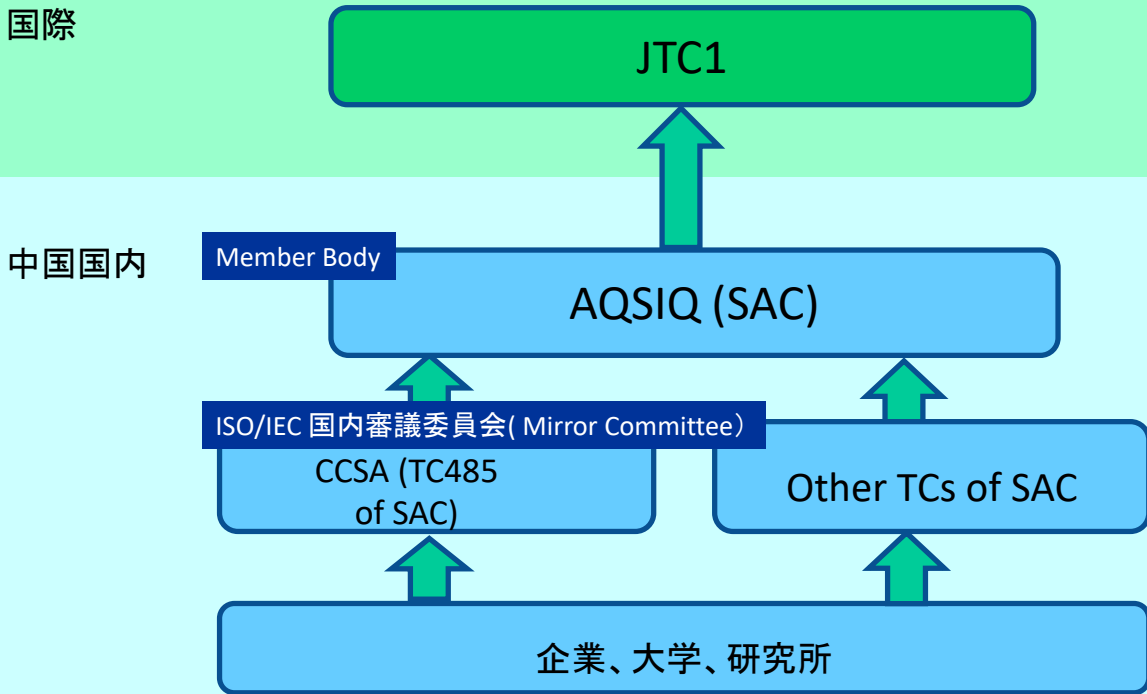 国際
JTC1
中国国内
Member Body
AQSIQ (SAC)
ISO/IEC 国内審議委員会( Mirror Committee）
CCSA (TC485
of SAC)
Other TCs of SAC
企業、大学、研究所